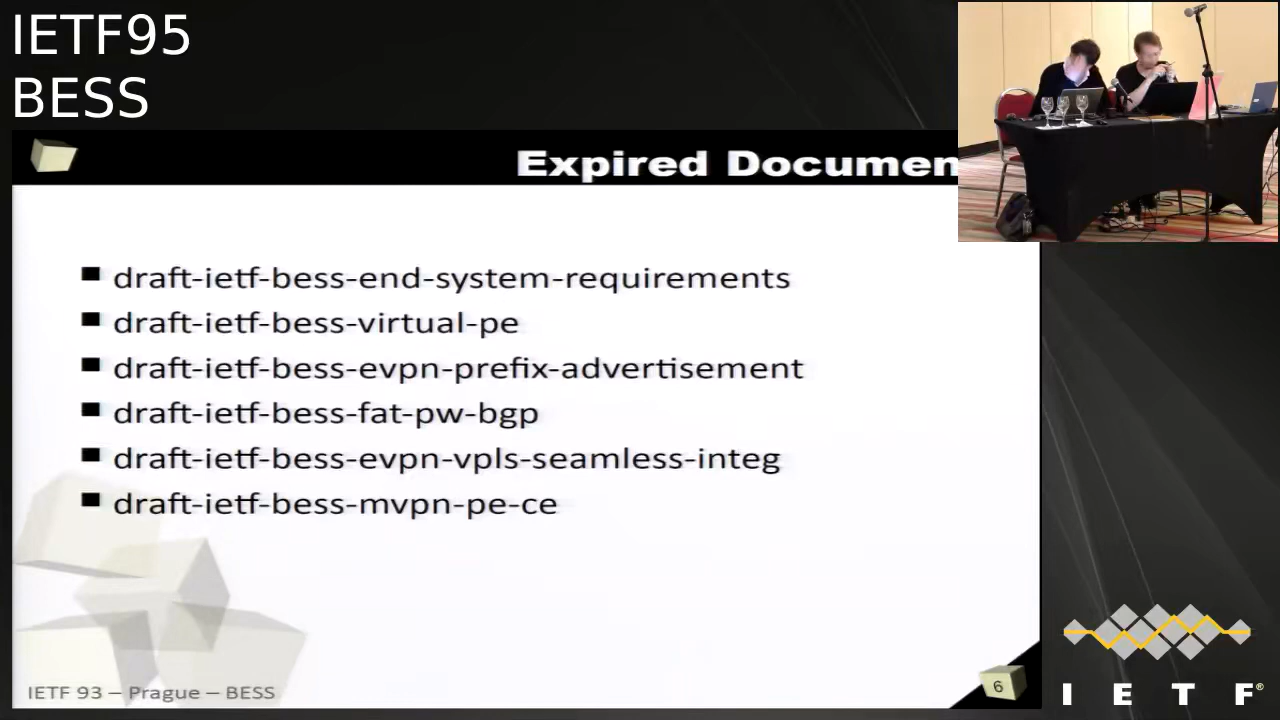 IETF95
BESS
Expired Documen
draft-ietf-bess-end-system-requirements
draft-ietf-bess-virtual-pe
draft-ietf-bess-evpn-prefix-advertisement
draft-ietf-bess-fat-pw-bgp
draft-ietf-bess-evpn-vpls-seamless-integ
draft-ietf-bess-mvpn-pe-ce
IETF 93 – Prague – BESS
6
I E T F®